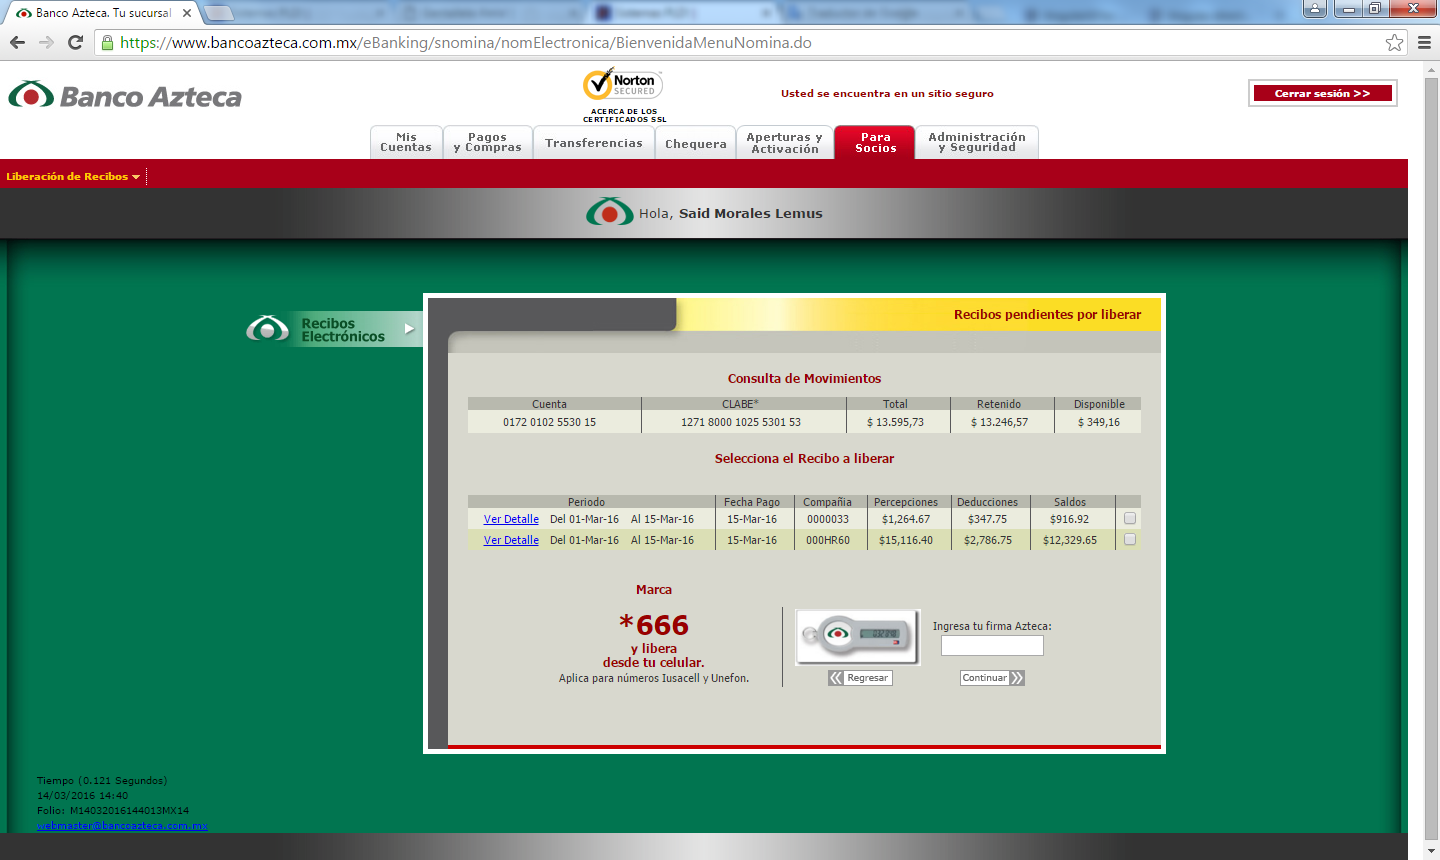 Banco Azteca. Tu sucursal
https://www.bancoazteca.com.mx/eBanking/snomina/nomElectronica/BienvenidaMenuNomina.do
Banco Azteca
Norton
SECURED
ACERCA DE LOS
CERTIFICADOS SSL
Usted se encuentra en un sitio seguro
Cerrar sesión >>
Mis Cuentas
Pagos y Compras
Transferencias
Chequera
Aperturas y Activación
Para Socios
Administración y Seguridad
Liberación de Recibos
Hola, Said Morales Lemus
Recibos
Electrónicos
Recibos pendientes por liberar
Consulta de Movimientos
Cuenta CLABE* Total Retenido Disponible
0172 0102 5530 15 1271 8000 1025 5301 53 $ 13.595,73 $ 13.246,57 $ 349,16
Selecciona el Recibo a liberar
Periodo Fecha Pago Compañia Percepciones Deducciones Saldos
Ver Detalle Del 01-Mar-16 Al 15-Mar-16 15-Mar-16 0000033 $1,264.67 $347.75 $916.92
Ver Detalle Del 01-Mar-16 Al 15-Mar-16 15-Mar-16 000HR60 $15,116.40 $2,786.75 $12,329.65
Marca
*666
y libera
desde tu celular.
Aplica para números Iusacell y Unefon.
Ingresa tu firma Azteca:
Regresar
Continuar
Tiempo (0.121 Segundos)
14/03/2016 14:40
Folio: M14032016144013MX14
webmaster@bancoazteca.com.mx